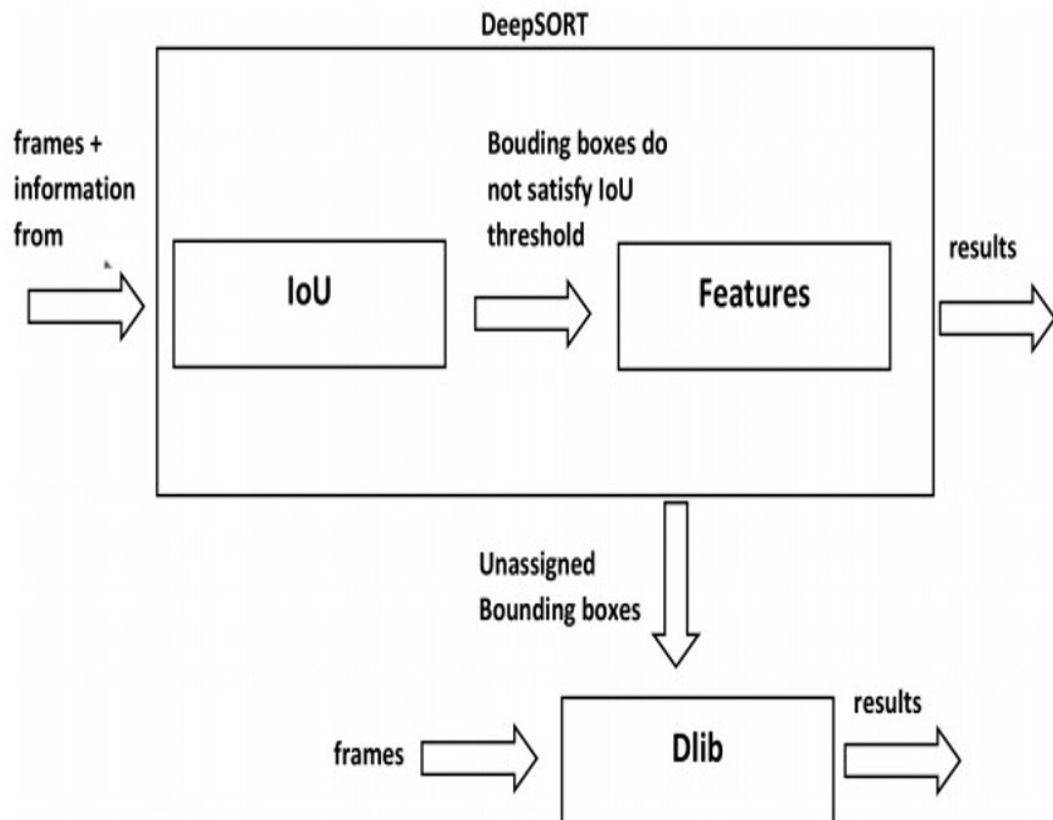 DeepSORT
frames +
information
from
IoU
Bouding boxes do
not satisfy IoU
threshold
Features
results
Unassigned
Bounding boxes
frames
Dlib
results